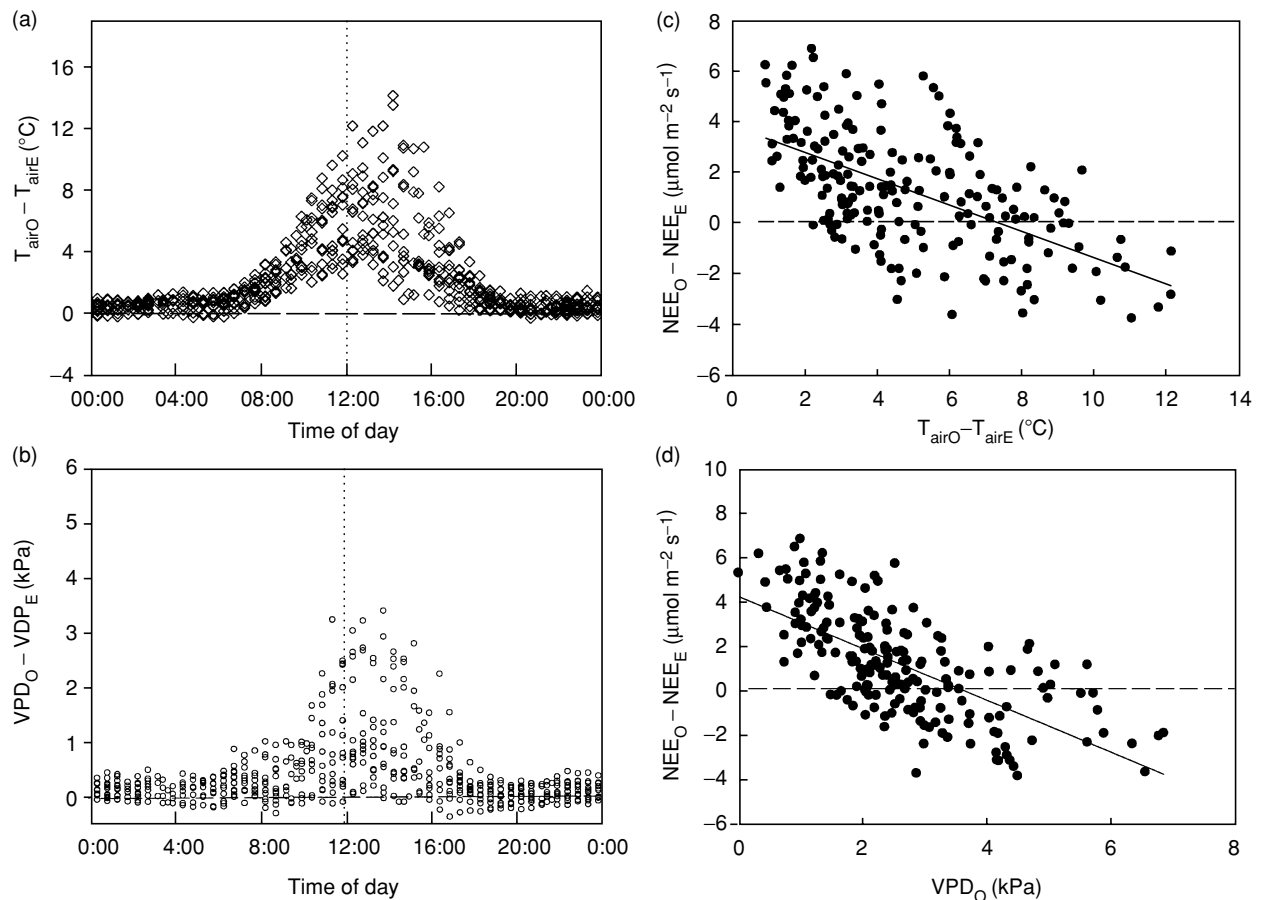 (a)
16
12
8
4
0
–4
T_airO – T_airE (°C)
00:00 04:00 08:00 12:00 16:00 20:00 00:00
Time of day
(b)
6
5
4
3
2
1
0
VPD_O – VDP_E (kPa)
0:00 4:00 8:00 12:00 16:00 20:00 0:00
Time of day
(c)
8
6
4
2
0
–2
–4
–6
NEE_O – NEE_E (μmol m⁻² s⁻¹)
0 2 4 6 8 10 12 14
T_airO–T_airE (°C)
(d)
10
8
6
4
2
0
–2
–4
–6
NEE_O – NEE_E (μmol m⁻² s⁻¹)
0 2 4 6 8
VPD_O (kPa)